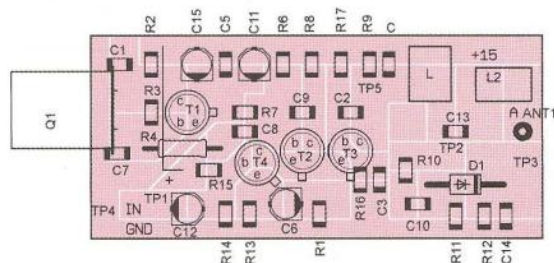 R2 C15 C5 C11 R6 R8 R17 R9 C
C1 TP5 L +15 L2
R3 c T1 b e R7 C9 C2 C13 A ANT1
Q1 R4 C8 TP2 TP3
C7 c b T4 e c b T2 e c b T3 e R10 D1
R15 R16 C3
TP4 IN TP1 + C6 C10
GND C12 R14 R13 R1 R11 R12 C14